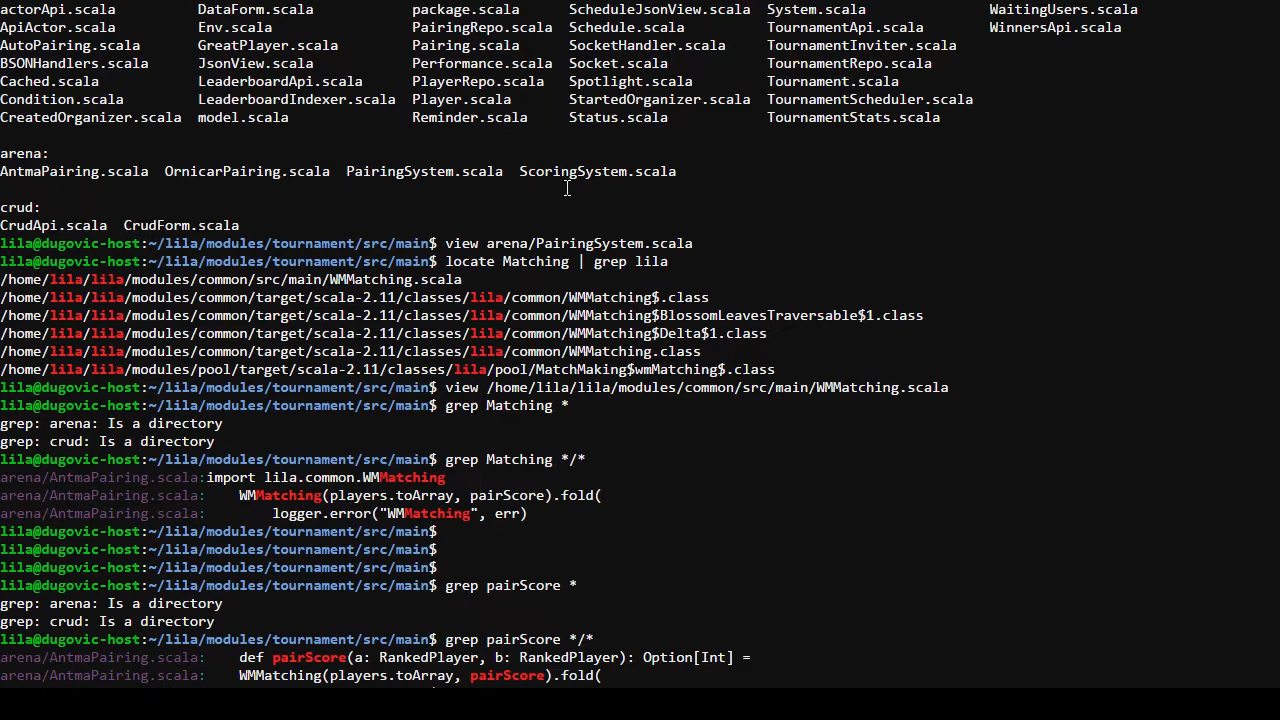 actorApi.scala          DataForm.scala            package.scala       ScheduleJsonView.scala  System.scala               WaitingUsers.scala
ApiActor.scala          Env.scala                 PairingRepo.scala   Schedule.scala          TournamentApi.scala        WinnersApi.scala
AutoPairing.scala       GreatPlayer.scala         Pairing.scala       SocketHandler.scala     TournamentInviter.scala
BSONHandlers.scala      JsonView.scala            Performance.scala   Socket.scala            TournamentRepo.scala
Cached.scala            LeaderboardApi.scala      PlayerRepo.scala    Spotlight.scala         Tournament.scala
Condition.scala         LeaderboardIndexer.scala  Player.scala        StartedOrganizer.scala  TournamentScheduler.scala
CreatedOrganizer.scala  model.scala               Reminder.scala      Status.scala            TournamentStats.scala
arena:
AntmaPairing.scala  OrnicarPairing.scala  PairingSystem.scala  ScoringSystem.scala
crud:
CrudApi.scala  CrudForm.scala
lila@dugovic-host:~/lila/modules/tournament/src/main$ view arena/PairingSystem.scala
lila@dugovic-host:~/lila/modules/tournament/src/main$ locate Matching | grep lila
/home/lila/lila/modules/common/src/main/WMMatching.scala
/home/lila/lila/modules/common/target/scala-2.11/classes/lila/common/WMMatching$.class
/home/lila/lila/modules/common/target/scala-2.11/classes/lila/common/WMMatching$BlossomLeavesTraversable$1.class
/home/lila/lila/modules/common/target/scala-2.11/classes/lila/common/WMMatching$Delta$1.class
/home/lila/lila/modules/common/target/scala-2.11/classes/lila/common/WMMatching.class
/home/lila/lila/modules/pool/target/scala-2.11/classes/lila/pool/MatchMaking$wmMatching$.class
lila@dugovic-host:~/lila/modules/tournament/src/main$ view /home/lila/lila/modules/common/src/main/WMMatching.scala
lila@dugovic-host:~/lila/modules/tournament/src/main$ grep Matching *
grep: arena: Is a directory
grep: crud: Is a directory
lila@dugovic-host:~/lila/modules/tournament/src/main$ grep Matching */*
arena/AntmaPairing.scala:import lila.common.WMMatching
arena/AntmaPairing.scala:    WMMatching(players.toArray, pairScore).fold(
arena/AntmaPairing.scala:        logger.error("WMMatching", err)
lila@dugovic-host:~/lila/modules/tournament/src/main$
lila@dugovic-host:~/lila/modules/tournament/src/main$
lila@dugovic-host:~/lila/modules/tournament/src/main$
lila@dugovic-host:~/lila/modules/tournament/src/main$ grep pairScore *
grep: arena: Is a directory
grep: crud: Is a directory
lila@dugovic-host:~/lila/modules/tournament/src/main$ grep pairScore */*
arena/AntmaPairing.scala:    def pairScore(a: RankedPlayer, b: RankedPlayer): Option[Int] =
arena/AntmaPairing.scala:    WMMatching(players.toArray, pairScore).fold(